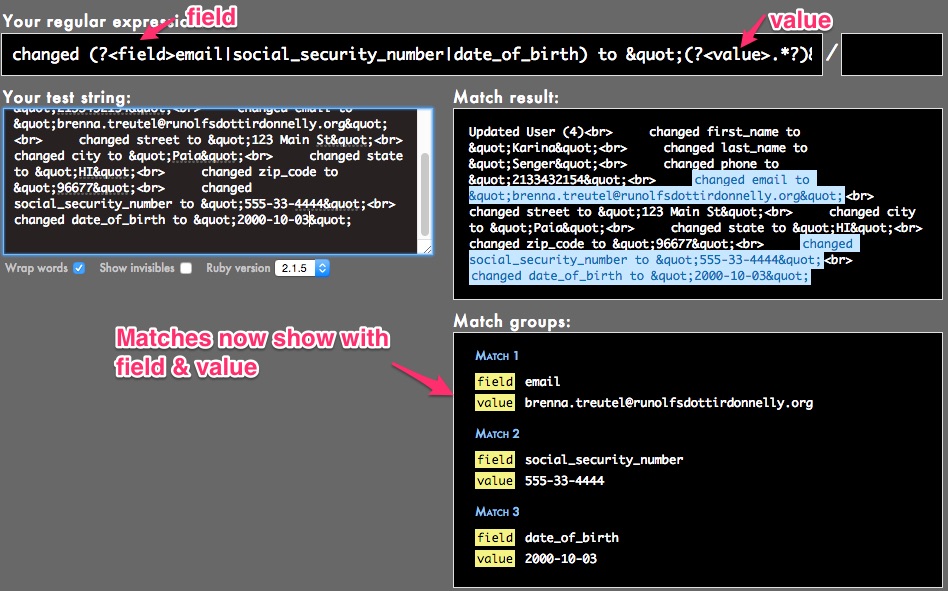 Your regular expressio
field
value
changed (?<field>email|social_security_number|date_of_birth) to &quot;(?<value>.*?)&
/
Your test string:
&quot;2133432154&quot;<br>     changed email to
&quot;brenna.treutel@runolfsdottirdonnelly.org&quot;
<br>     changed street to &quot;123 Main St&quot;<br>
changed city to &quot;Paia&quot;<br>     changed state
to &quot;HI&quot;<br>     changed zip_code to
&quot;96677&quot;<br>     changed
social_security_number to &quot;555-33-4444&quot;<br>
changed date_of_birth to &quot;2000-10-03&quot;
Wrap words Show invisibles Ruby version 2.1.5
Match result:
Updated User (4)<br>     changed first_name to
&quot;Karina&quot;<br>     changed last_name to
&quot;Senger&quot;<br>     changed phone to
&quot;2133432154&quot;<br>     changed email to
&quot;brenna.treutel@runolfsdottirdonnelly.org&quot;<br>
changed street to &quot;123 Main St&quot;<br>     changed city
to &quot;Paia&quot;<br>     changed state to &quot;HI&quot;<br>
changed zip_code to &quot;96677&quot;<br>     changed
social_security_number to &quot;555-33-4444&quot;<br>
changed date_of_birth to &quot;2000-10-03&quot;
Matches now show with
field & value
Match groups:
Match 1
field email
value brenna.treutel@runolfsdottirdonnelly.org
Match 2
field social_security_number
value 555-33-4444
Match 3
field date_of_birth
value 2000-10-03